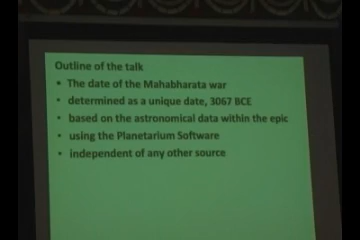 Outline of the talk
• The date of the Mahabharata war
• determined as a unique date, 3067 BCE
• based on the astronomical data within the epic
• using the Planetarium Software
• independent of any other source